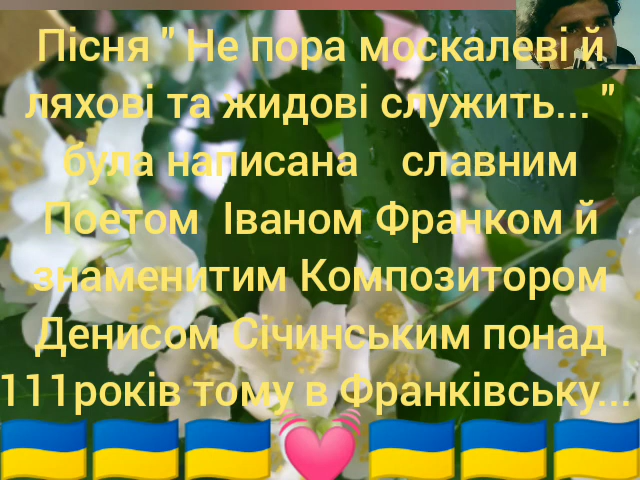 Пісня " Не пора москалеві й
ляхові та жидові служить... "
була написана славним
Поетом Іваном Франком й
знаменитим Композитором
Денисом Січинським понад
111років тому в Франківську...